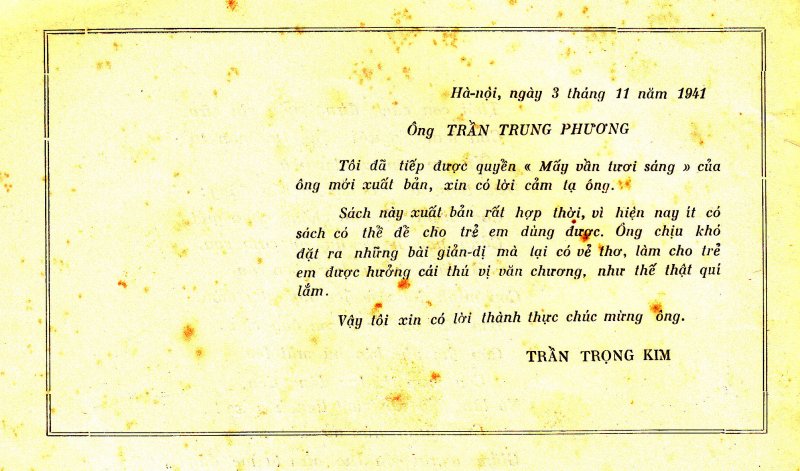 Hà-nội, ngày 3 tháng 11 năm 1941
Ông TRẦN TRUNG PHƯƠNG
Tôi đã tiếp được quyển « Mấy vần tươi sáng » của
ông mới xuất bản, xin có lời cảm tạ ông.
Sách này xuất bản rất hợp thời, vì hiện nay ít có
sách có thể để cho trẻ em dùng được. Ông chịu khó
đặt ra những bài giản-dị mà lại có vẻ thơ, làm cho trẻ
em được hưởng cái thú vị văn chương, như thế thật quí
lắm.
Vậy tôi xin có lời thành thực chúc mừng ông.
TRẦN TRỌNG KIM